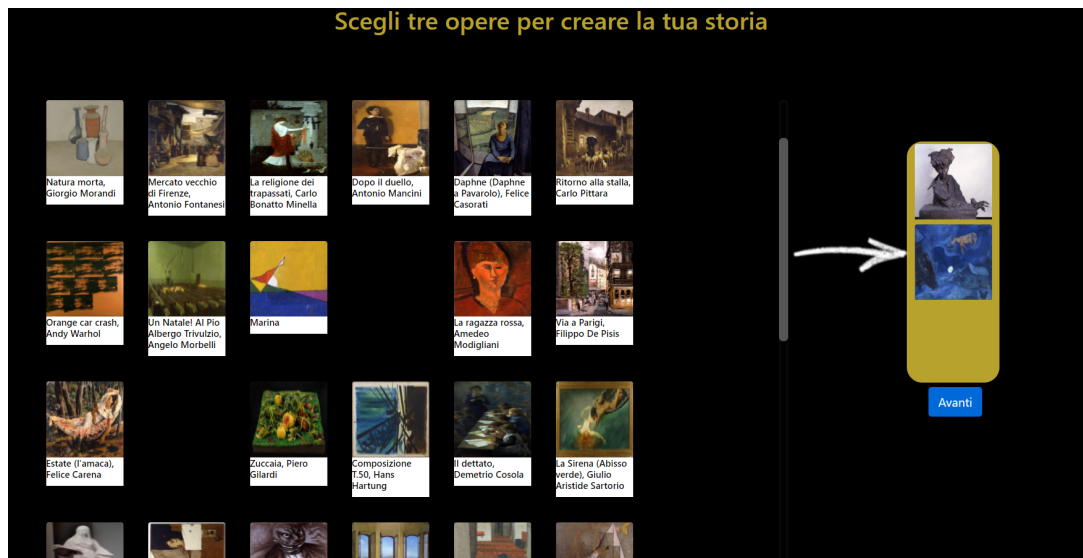 Scegli tre opere per creare la tua storia
Natura morta,
Giorgio Morandi
Mercato vecchio
di Firenze,
Antonio Fontanesi
La religione dei
trapassati, Carlo
Bonatto Minella
Dopo il duello,
Antonio Mancini
Daphne (Daphne
a Pavarolo), Felice
Casorati
Ritorno alla stalla,
Carlo Pittara
Orange car crash,
Andy Warhol
Un Natale! Al Pio
Albergo Trivulzio,
Angelo Morbelli
Marina
La ragazza rossa,
Amedeo
Modigliani
Via a Parigi,
Filippo De Pisis
Estate (l'amaca),
Felice Carena
Zuccaia, Piero
Gilardi
Composizione
T.50, Hans
Hartung
Il dettato,
Demetrio Cosola
La Sirena (Abisso
verde), Giulio
Aristide Sartorio
Avanti